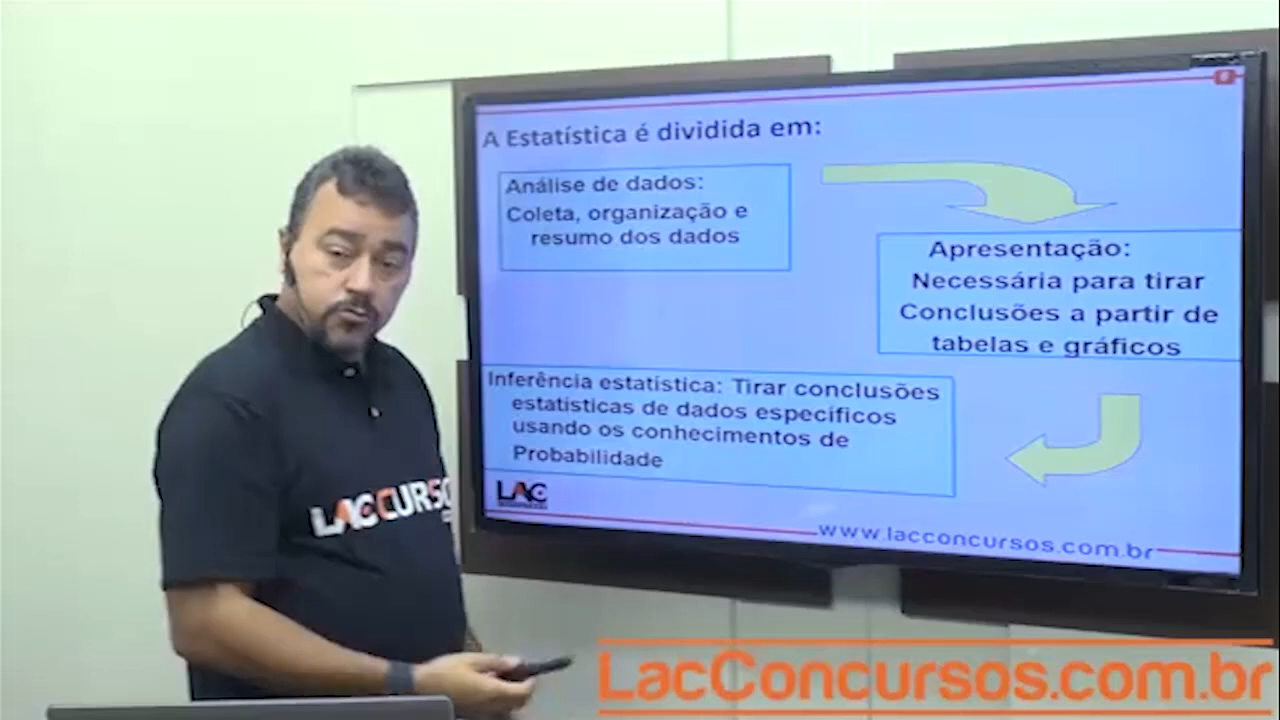 A Estatística é dividida em:
Análise de dados:
Coleta, organização e
resumo dos dados
Apresentação:
Necessária para tirar
Conclusões a partir de
tabelas e gráficos
Inferência estatística: Tirar conclusões
estatísticas de dados específicos
usando os conhecimentos de
Probabilidade
LAC
www.lacconcursos.com.br
LacConcursos.com.br